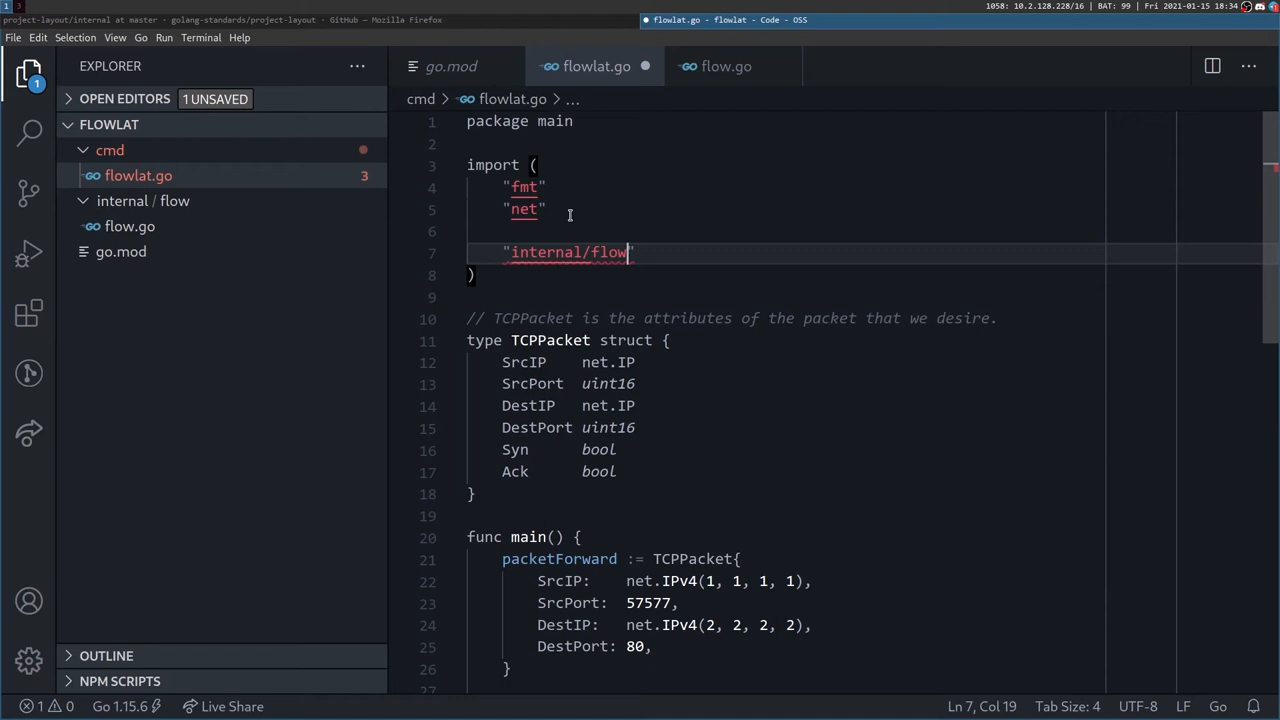 1 3
1058: 10.2.128.228/16 | BAT: 99 | Fri 2021-01-15 18:34
project-layout/internal at master · golang-standards/project-layout · GitHub — Mozilla Firefox
flowlat.go - flowlat - Code - OSS
File Edit Selection View Go Run Terminal Help
EXPLORER
go.mod flowlat.go flow.go
OPEN EDITORS 1 UNSAVED
cmd flowlat.go ...
FLOWLAT
cmd
flowlat.go 3
internal / flow
flow.go
go.mod
1
1 package main
2
3 import (
4 "fmt"
5 "net"
6
7 "internal/flow"
8 )
9
10 // TCPPacket is the attributes of the packet that we desire.
11 type TCPPacket struct {
12 SrcIP net.IP
13 SrcPort uint16
14 DestIP net.IP
15 DestPort uint16
16 Syn bool
17 Ack bool
18 }
19
20 func main() {
21 packetForward := TCPPacket{
22 SrcIP: net.IPv4(1, 1, 1, 1),
23 SrcPort: 57577,
24 DestIP: net.IPv4(2, 2, 2, 2),
25 DestPort: 80,
26 }
27
OUTLINE
NPM SCRIPTS
1 0 Go 1.15.6 Live Share Ln 7, Col 19 Tab Size: 4 UTF-8 LF Go